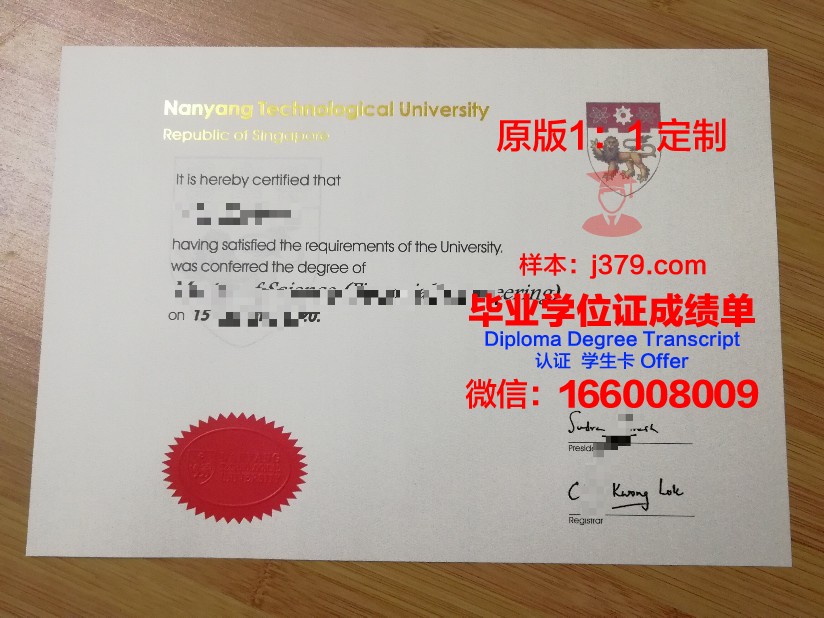 Nanyang Technological University
Republic of Singapore
原版1：1 定制
It is hereby certified that
having satisfied the requirements of the University,
was conferred the degree of
on 15
样本：j379.com
毕业学位证成绩单
Diploma Degree Transcript
认证 学生卡 Offer
微信：166008009
President
C Kwong Lok
Registrar